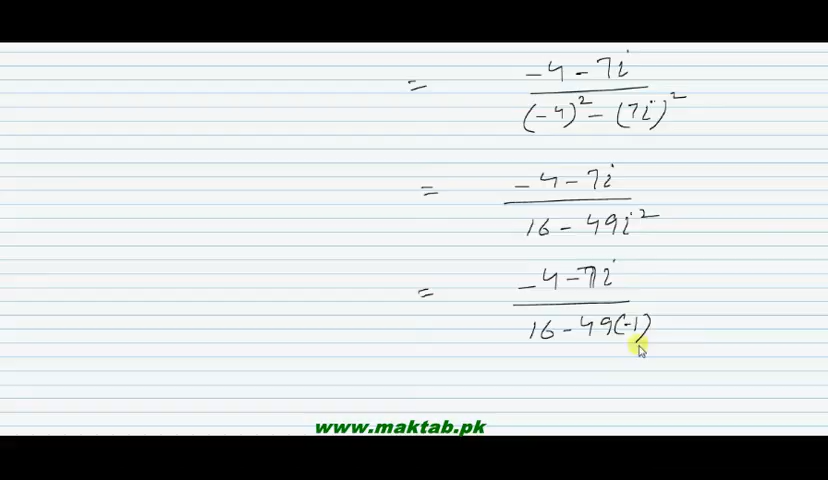 = -4 - 7i
(-4)² - (7i)²
= -4 - 7i
16 - 49i²
= -4 - 7i
16 - 49(-1)
www.maktab.pk